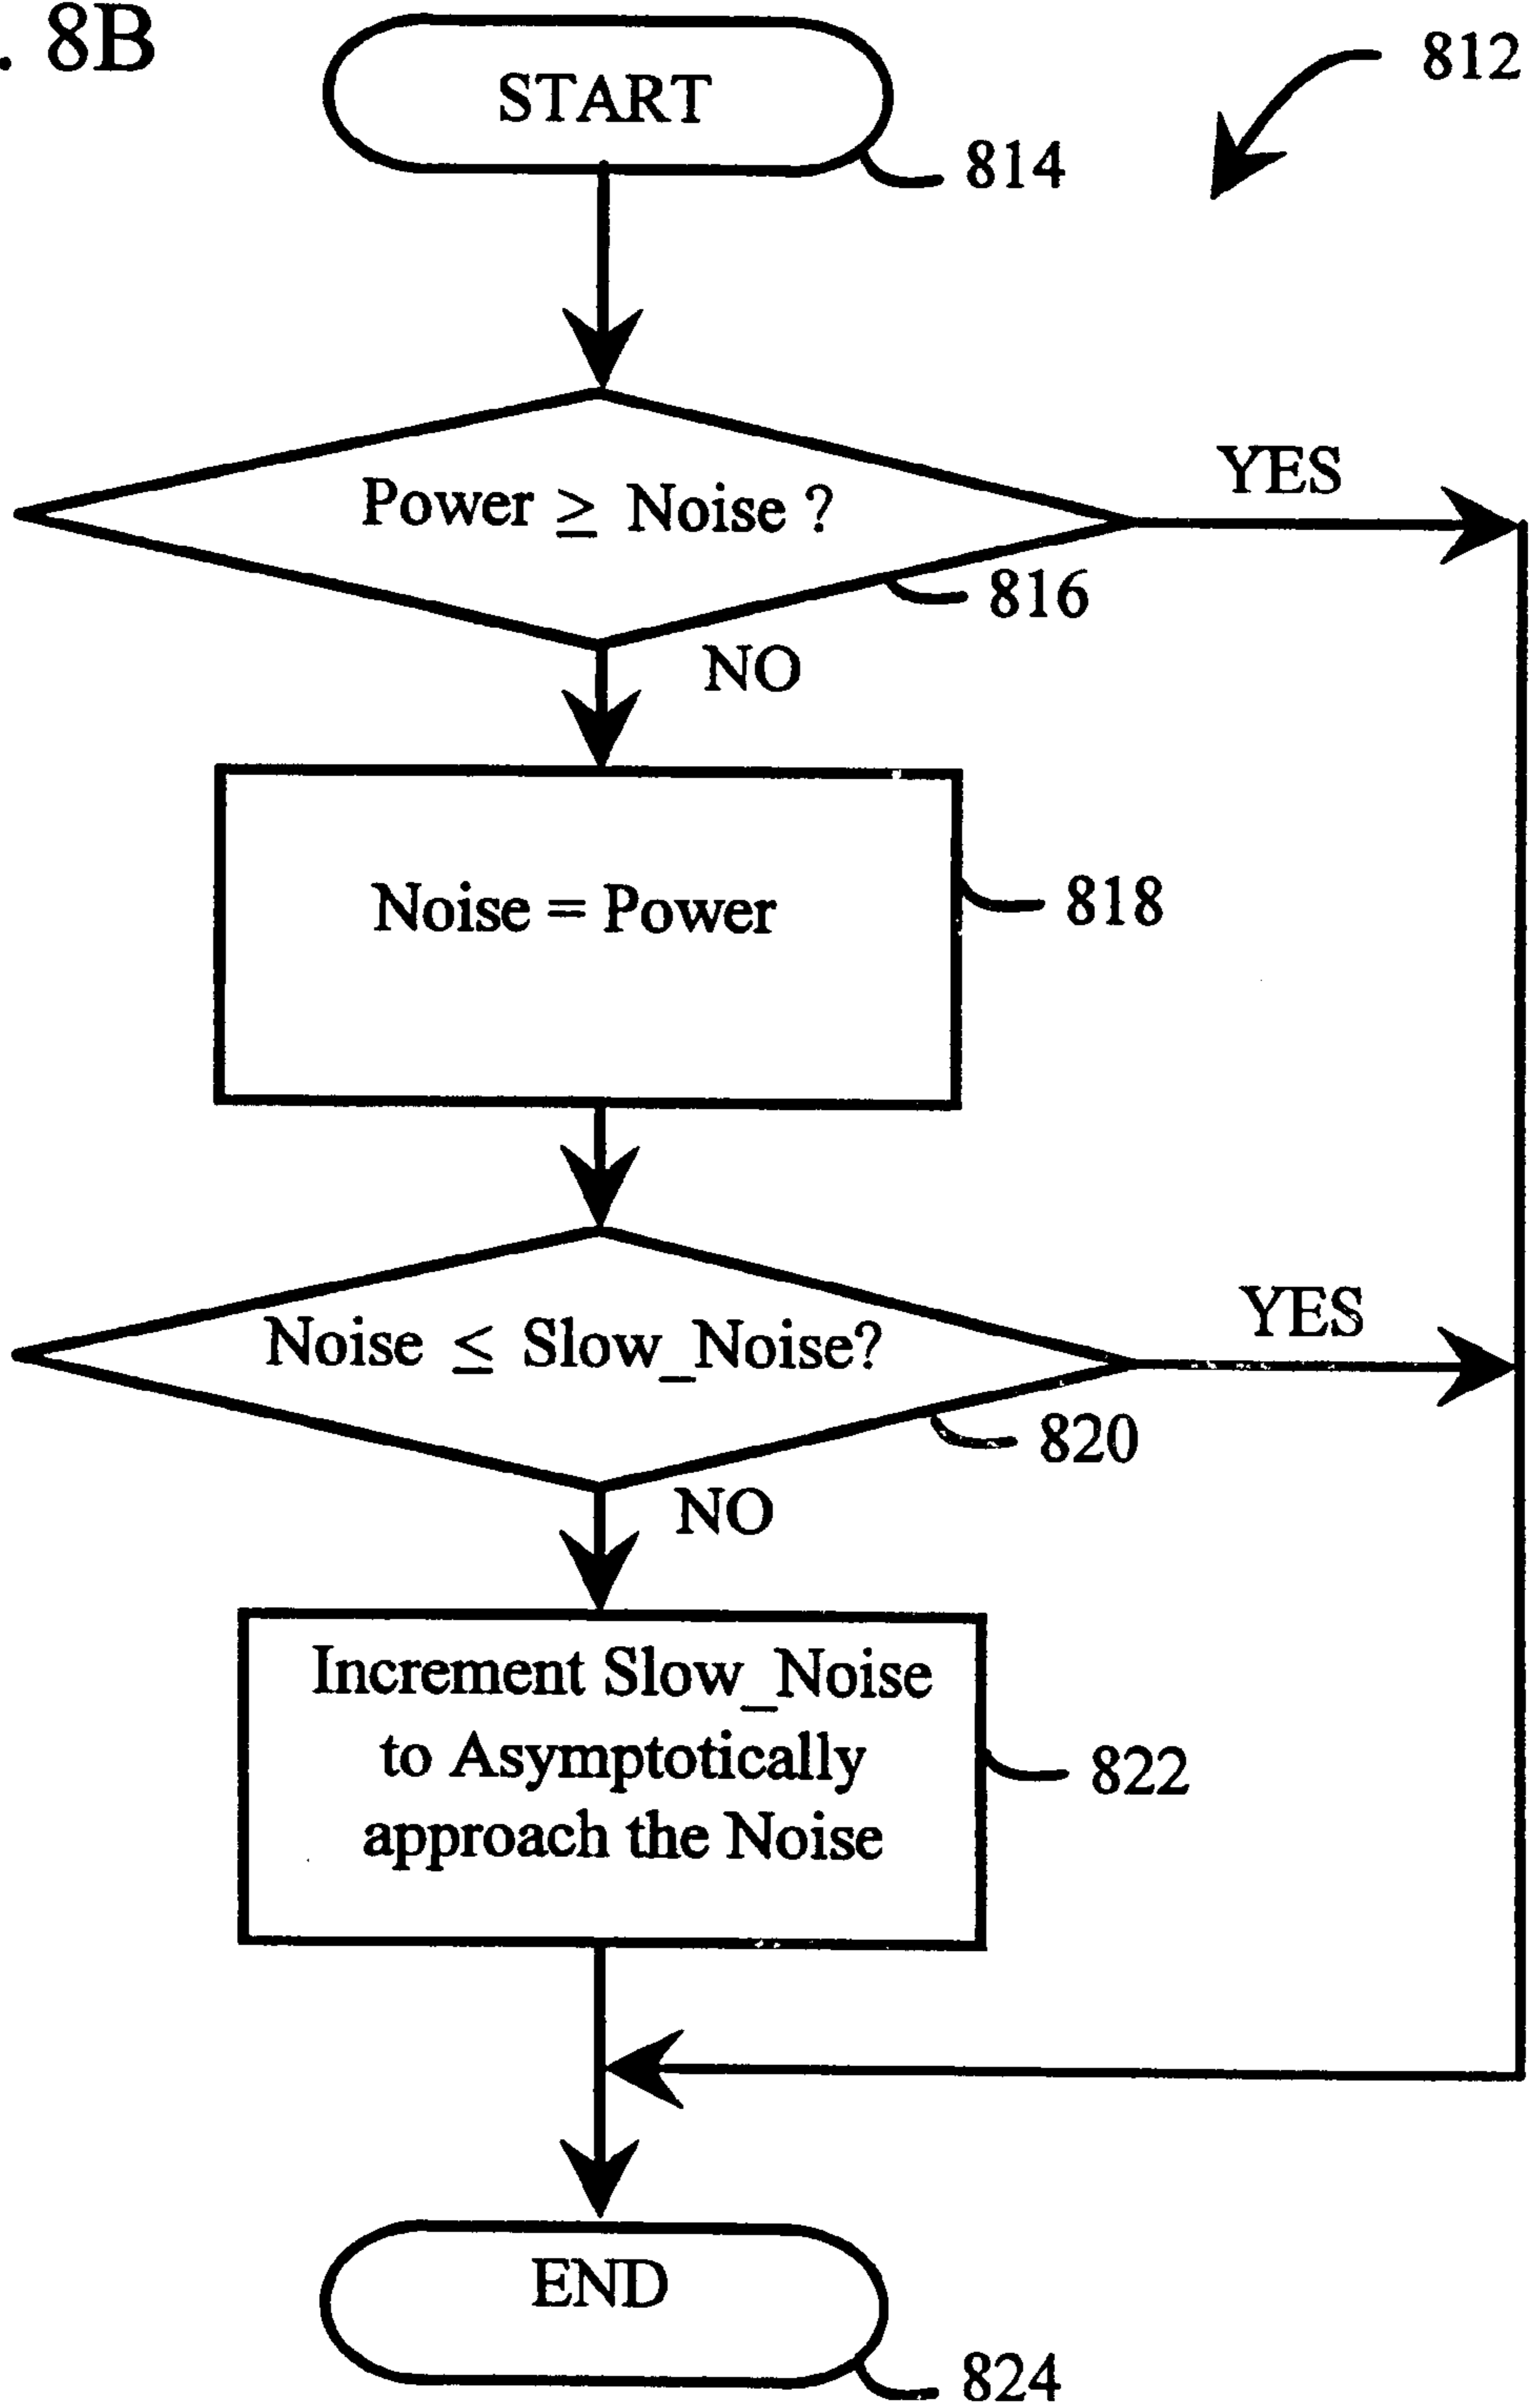 . 8B
812
START
814
Power ≥ Noise ?
YES
816
NO
Noise = Power
818
Noise ≤ Slow_Noise?
YES
820
NO
Increment Slow_Noise
to Asymptotically
approach the Noise
822
END
824